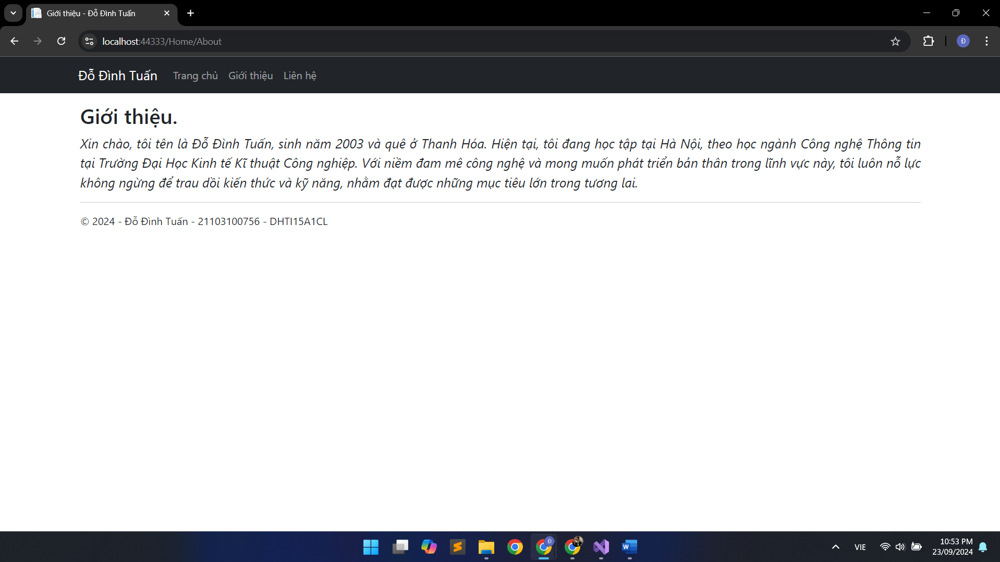 Giới thiệu - Đỗ Đình Tuấn
localhost:44333/Home/About
Đ
Đỗ Đình Tuấn Trang chủ Giới thiệu Liên hệ
Giới thiệu.
Xin chào, tôi tên là Đỗ Đình Tuấn, sinh năm 2003 và quê ở Thanh Hóa. Hiện tại, tôi đang học tập tại Hà Nội, theo học ngành Công nghệ Thông tin
tại Trường Đại Học Kinh tế Kĩ thuật Công nghiệp. Với niềm đam mê công nghệ và mong muốn phát triển bản thân trong lĩnh vực này, tôi luôn nỗ lực
không ngừng để trau dồi kiến thức và kỹ năng, nhằm đạt được những mục tiêu lớn trong tương lai.
© 2024 - Đỗ Đình Tuấn - 21103100756 - DHTI15A1CL
Đ
W
VIE
10:53 PM
23/09/2024